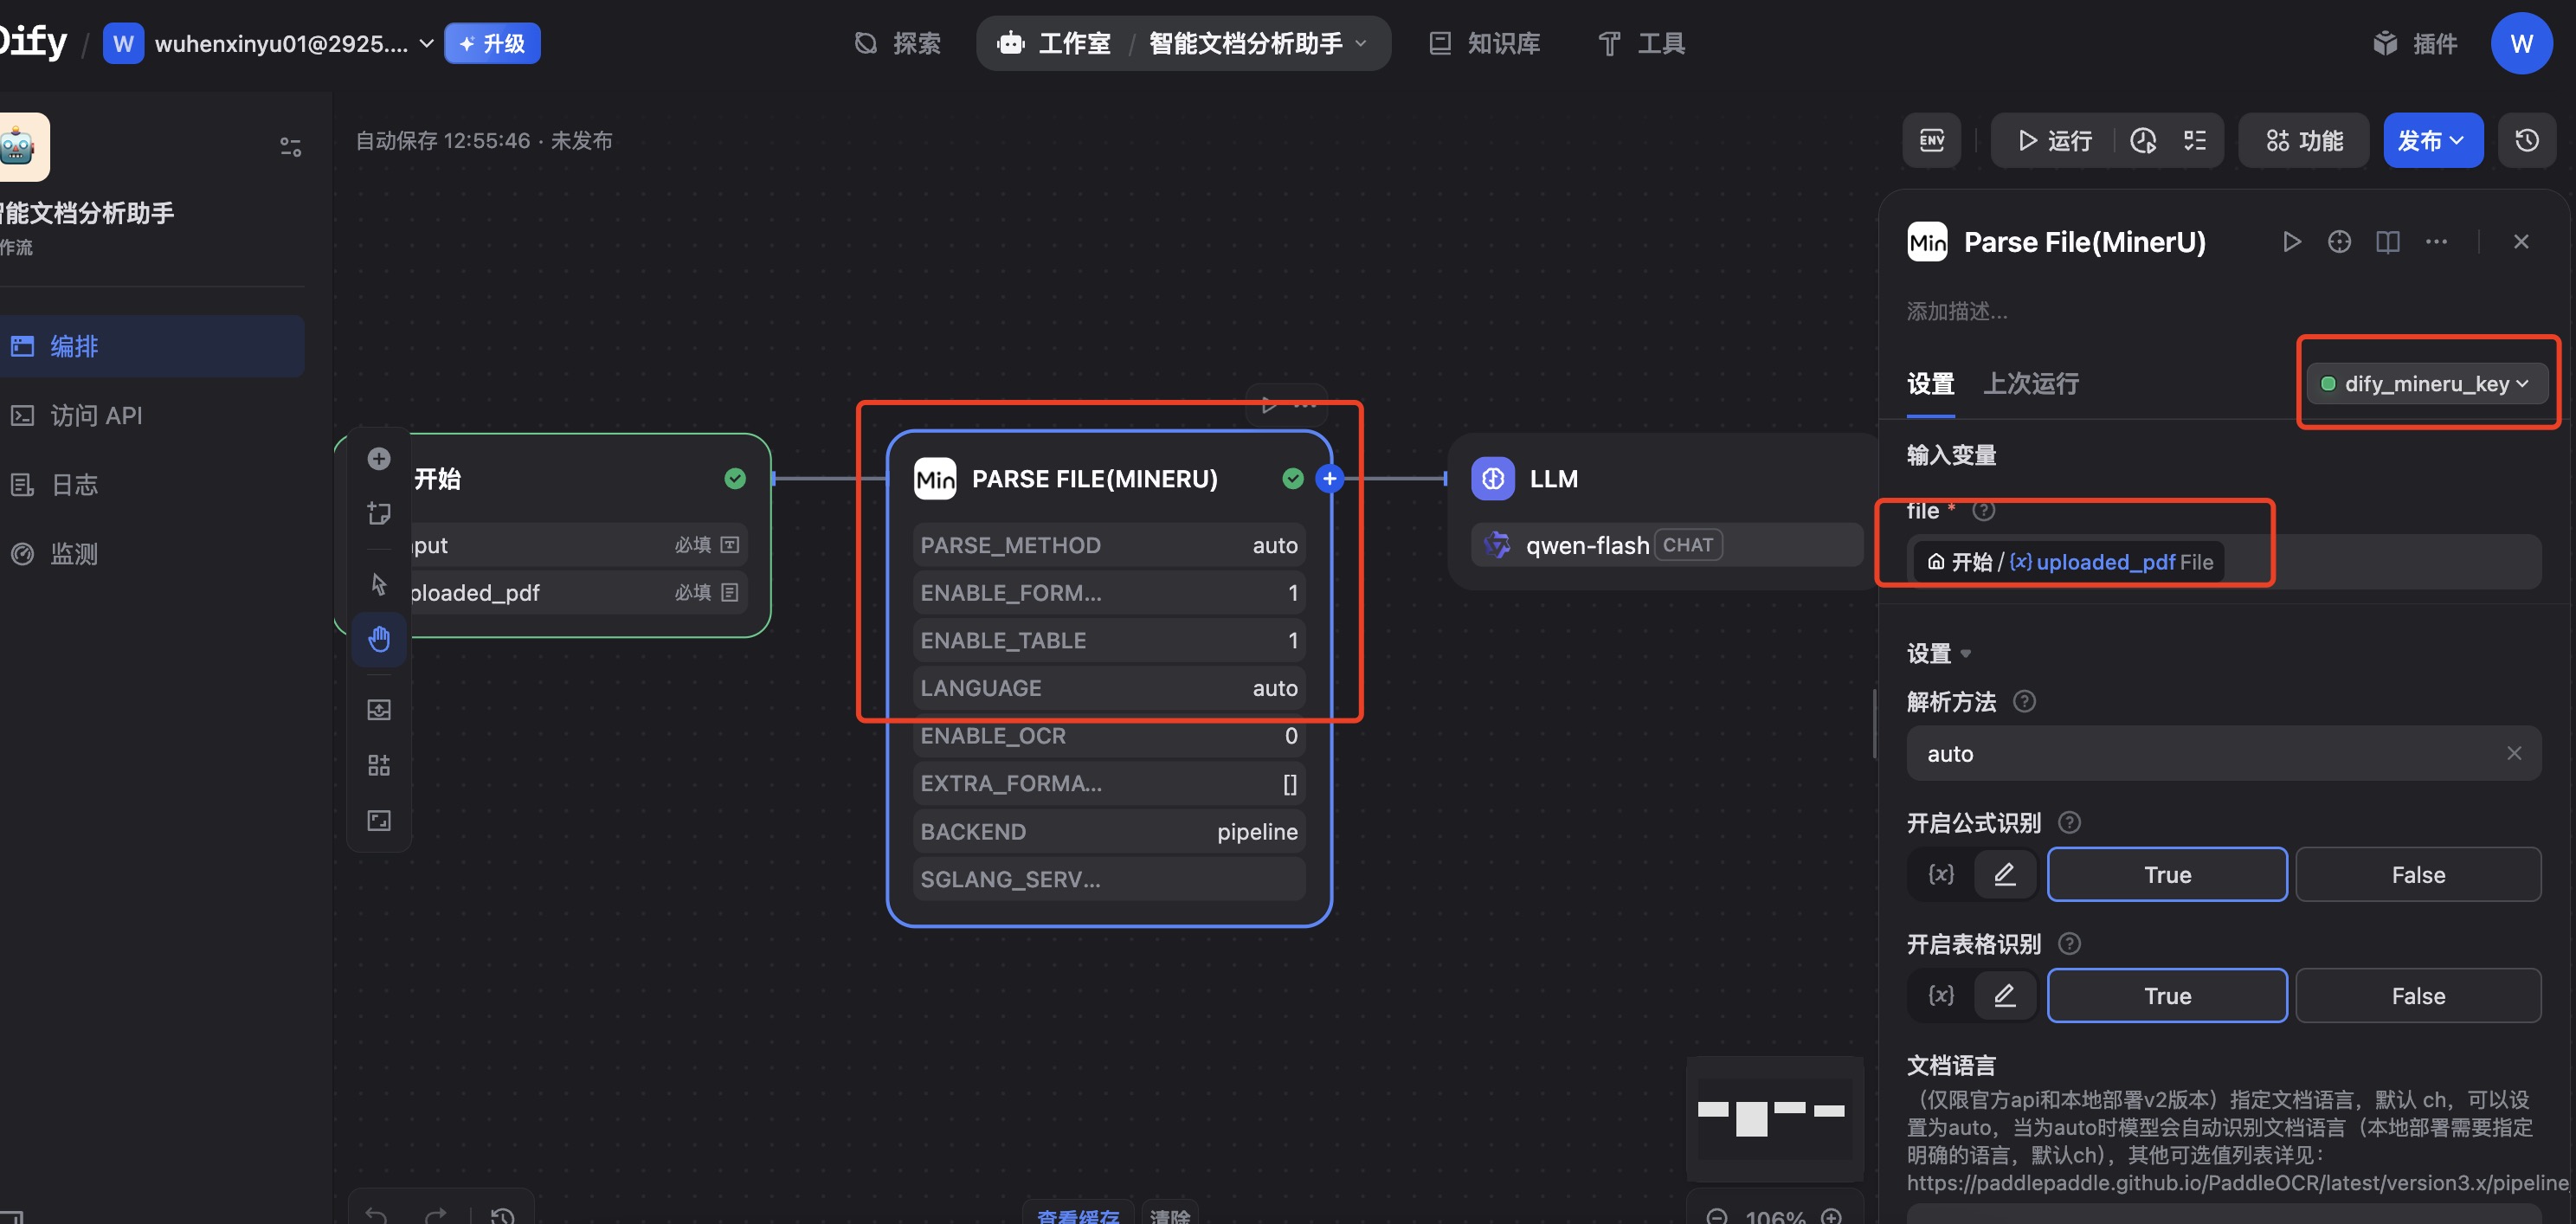 Dify / W wuhenxinyu01@2925.... 升级 探索 工作室 / 智能文档分析助手 知识库 工具 插件 W
自动保存 12:55:46 · 未发布
ENV 运行 功能 发布
智能文档分析助手
作流
编排
访问 API
日志
监测
开始
put 必填
ploaded_pdf 必填
Min PARSE FILE(MINERU)
PARSE_METHOD auto
ENABLE_FORM... 1
ENABLE_TABLE 1
LANGUAGE auto
ENABLE_OCR 0
EXTRA_FORMA... []
BACKEND pipeline
SGLANG_SERV...
LLM
qwen-flash CHAT
查看缓存 清除
106%
Min Parse File(MinerU)
添加描述...
设置 上次运行 dify_mineru_key
输入变量
file *
开始 / {x} uploaded_pdf File
设置
解析方法
auto
开启公式识别
{x} True False
开启表格识别
{x} True False
文档语言
（仅限官方api和本地部署v2版本）指定文档语言，默认 ch，可以设
置为auto，当为auto时模型会自动识别文档语言（本地部署需要指定
明确的语言，默认ch），其他可选值列表详见：
https://paddlepaddle.github.io/PaddleOCR/latest/version3.x/pipeline